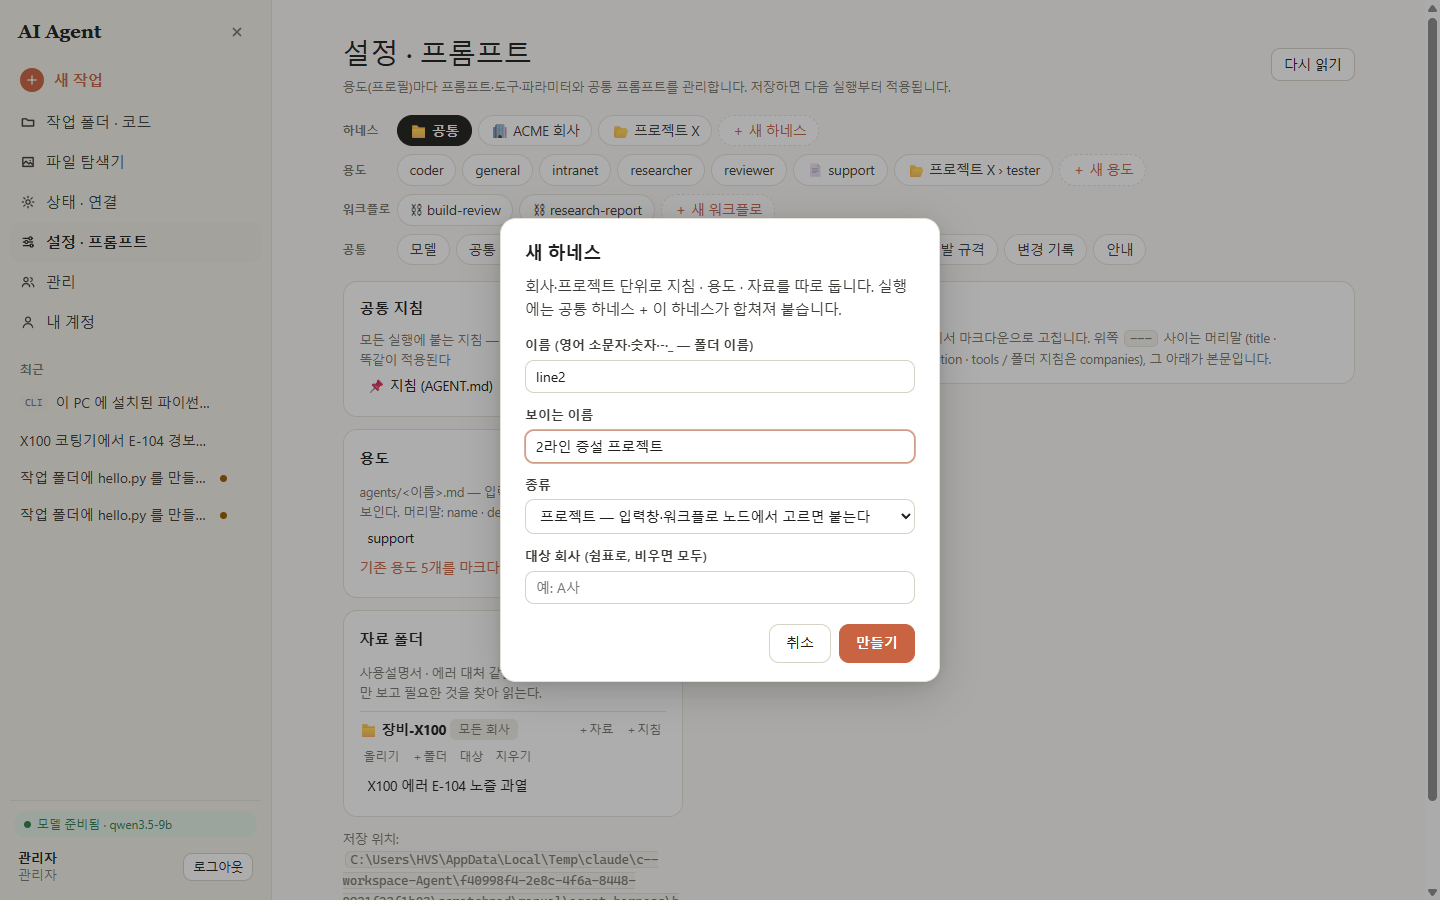 AI Agent
×
+ 새 작업
작업 폴더 · 코드
파일 탐색기
상태 · 연결
설정 · 프롬프트
관리
내 계정
최근
CLI 이 PC 에 설치된 파이썬...
X100 코팅기에서 E-104 경보...
작업 폴더에 hello.py 를 만들...
작업 폴더에 hello.py 를 만들...
모델 준비됨 · qwen3.5-9b
관리자
관리자
로그아웃
설정 · 프롬프트
용도(프로필)마다 프롬프트·도구·파라미터와 공통 프롬프트를 관리합니다. 저장하면 다음 실행부터 적용됩니다.
다시 읽기
하네스 공통 ACME 회사 프로젝트 X + 새 하네스
용도 coder general intranet researcher reviewer support 프로젝트 X › tester + 새 용도
워크플로 build-review research-report + 새 워크플로
공통 모델 공통 발 규격 변경 기록 안내
공통 지침
모든 실행에 붙는 지침 —
똑같이 적용된다
지침 (AGENT.md)
서 마크다운으로 고칩니다. 위쪽 --- 사이는 머리말 (title ·
tion · tools / 폴더 지침은 companies), 그 아래가 본문입니다.
용도
agents/<이름>.md — 입력
보인다. 머리말: name · de
support
기존 용도 5개를 마크다
자료 폴더
사용설명서 · 에러 대처 같
만 보고 필요한 것을 찾아 읽는다.
장비-X100 모든 회사 + 자료 + 지침
올리기 + 폴더 대상 지우기
X100 에러 E-104 노즐 과열
저장 위치:
C:\Users\HVS\AppData\Local\Temp\claude\c--
workspace-Agent\f40998f4-2e8c-4f6a-8448-
새 하네스
회사·프로젝트 단위로 지침 · 용도 · 자료를 따로 둡니다. 실행
에는 공통 하네스 + 이 하네스가 합쳐져 붙습니다.
이름 (영어 소문자·숫자·-·_ — 폴더 이름)
line2
보이는 이름
2라인 증설 프로젝트
종류
프로젝트 — 입력창·워크플로 노드에서 고르면 붙는다
대상 회사 (쉼표로, 비우면 모두)
예: A사
취소
만들기